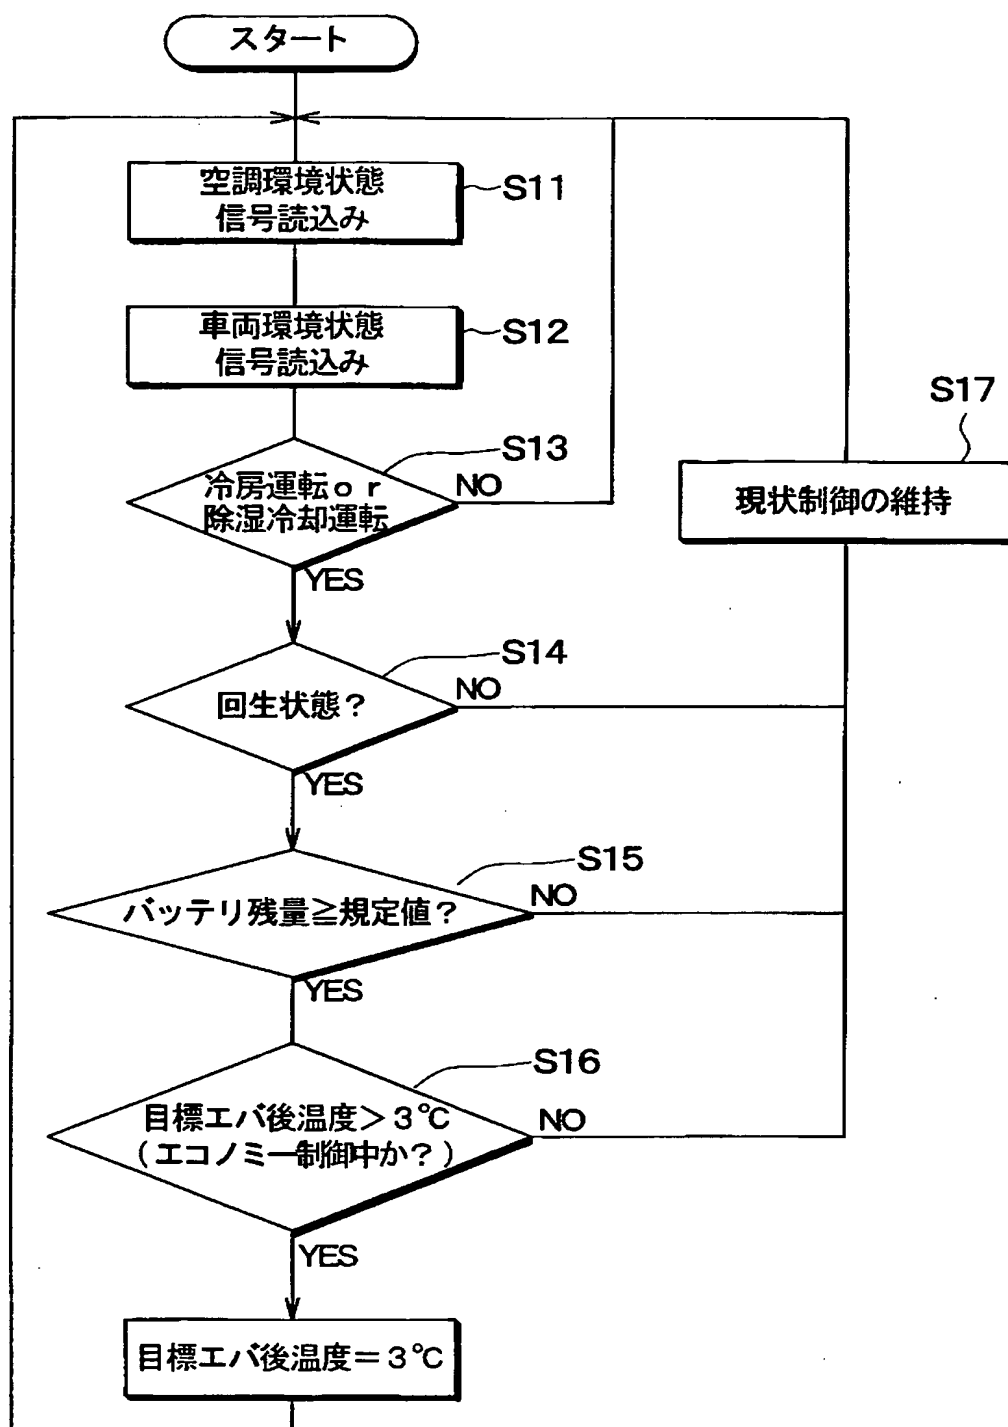 スタート
空調環境状態
信号読込み
S11
車両環境状態
信号読込み
S12
S17
現状制御の維持
S13
冷房運転or
除湿冷却運転
NO
YES
S14
回生状態?
NO
YES
S15
バッテリ残量≧規定値?
NO
YES
S16
目標エバ後温度>3℃
(エコノミー制御中か?)
NO
YES
目標エバ後温度=3℃